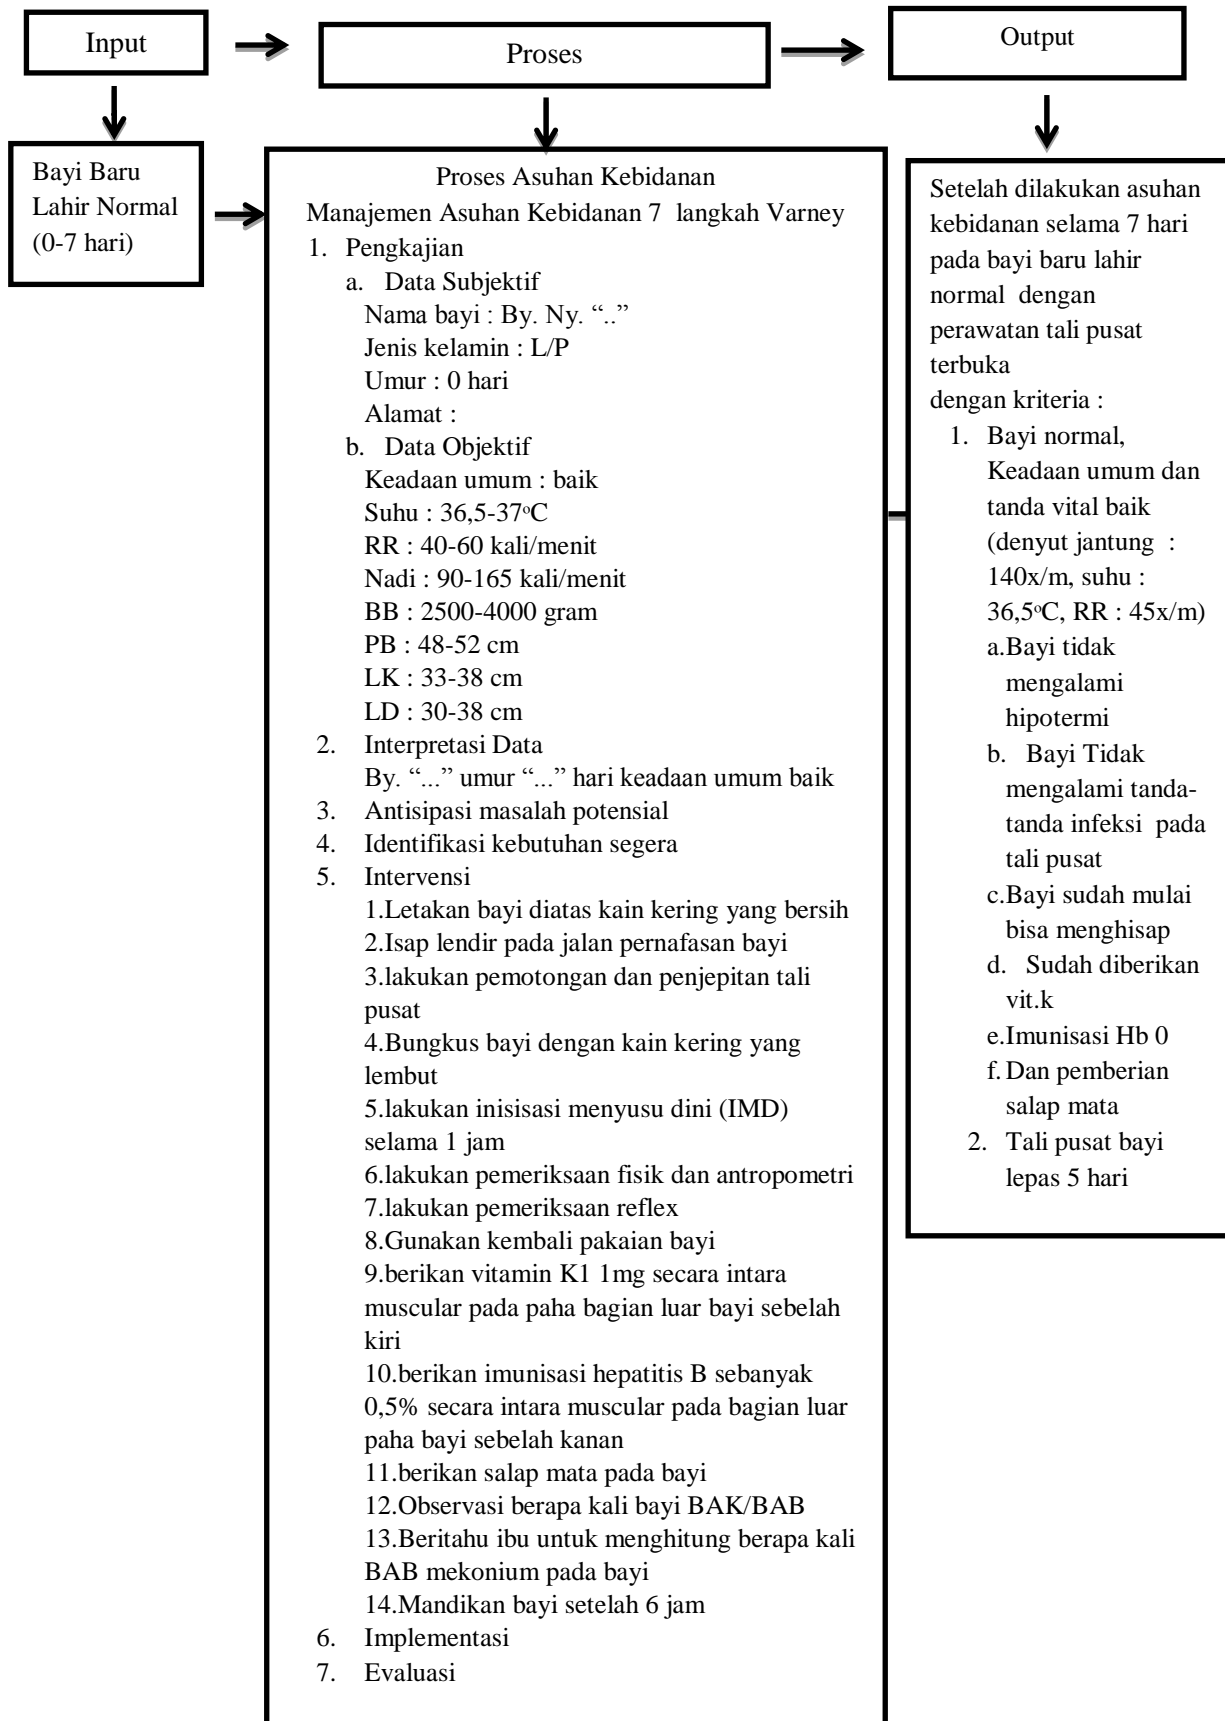 Input
Proses
Output
Bayi Baru
Lahir Normal
(0-7 hari)
Proses Asuhan Kebidanan
Manajemen Asuhan Kebidanan 7 langkah Varney
1. Pengkajian
a. Data Subjektif
Nama bayi : By. Ny. “..”
Jenis kelamin : L/P
Umur : 0 hari
Alamat :
b. Data Objektif
Keadaan umum : baik
Suhu : 36,5-37°C
RR : 40-60 kali/menit
Nadi : 90-165 kali/menit
BB : 2500-4000 gram
PB : 48-52 cm
LK : 33-38 cm
LD : 30-38 cm
2. Interpretasi Data
By. “...” umur “...” hari keadaan umum baik
3. Antisipasi masalah potensial
4. Identifikasi kebutuhan segera
5. Intervensi
1.Letakan bayi diatas kain kering yang bersih
2.Isap lendir pada jalan pernafasan bayi
3.lakukan pemotongan dan penjepitan tali
pusat
4.Bungkus bayi dengan kain kering yang
lembut
5.lakukan inisisasi menyusu dini (IMD)
selama 1 jam
6.lakukan pemeriksaan fisik dan antropometri
7.lakukan pemeriksaan reflex
8.Gunakan kembali pakaian bayi
9.berikan vitamin K1 1mg secara intara
muscular pada paha bagian luar bayi sebelah
kiri
10.berikan imunisasi hepatitis B sebanyak
0,5% secara intara muscular pada bagian luar
paha bayi sebelah kanan
11.berikan salap mata pada bayi
12.Observasi berapa kali bayi BAK/BAB
13.Beritahu ibu untuk menghitung berapa kali
BAB mekonium pada bayi
14.Mandikan bayi setelah 6 jam
6. Implementasi
7. Evaluasi
Setelah dilakukan asuhan
kebidanan selama 7 hari
pada bayi baru lahir
normal dengan
perawatan tali pusat
terbuka
dengan kriteria :
1. Bayi normal,
Keadaan umum dan
tanda vital baik
(denyut jantung :
140x/m, suhu :
36,5°C, RR : 45x/m)
a.Bayi tidak
mengalami
hipotermi
b. Bayi Tidak
mengalami tanda-
tanda infeksi pada
tali pusat
c.Bayi sudah mulai
bisa menghisap
d. Sudah diberikan
vit.k
e.Imunisasi Hb 0
f. Dan pemberian
salap mata
2. Tali pusat bayi
lepas 5 hari